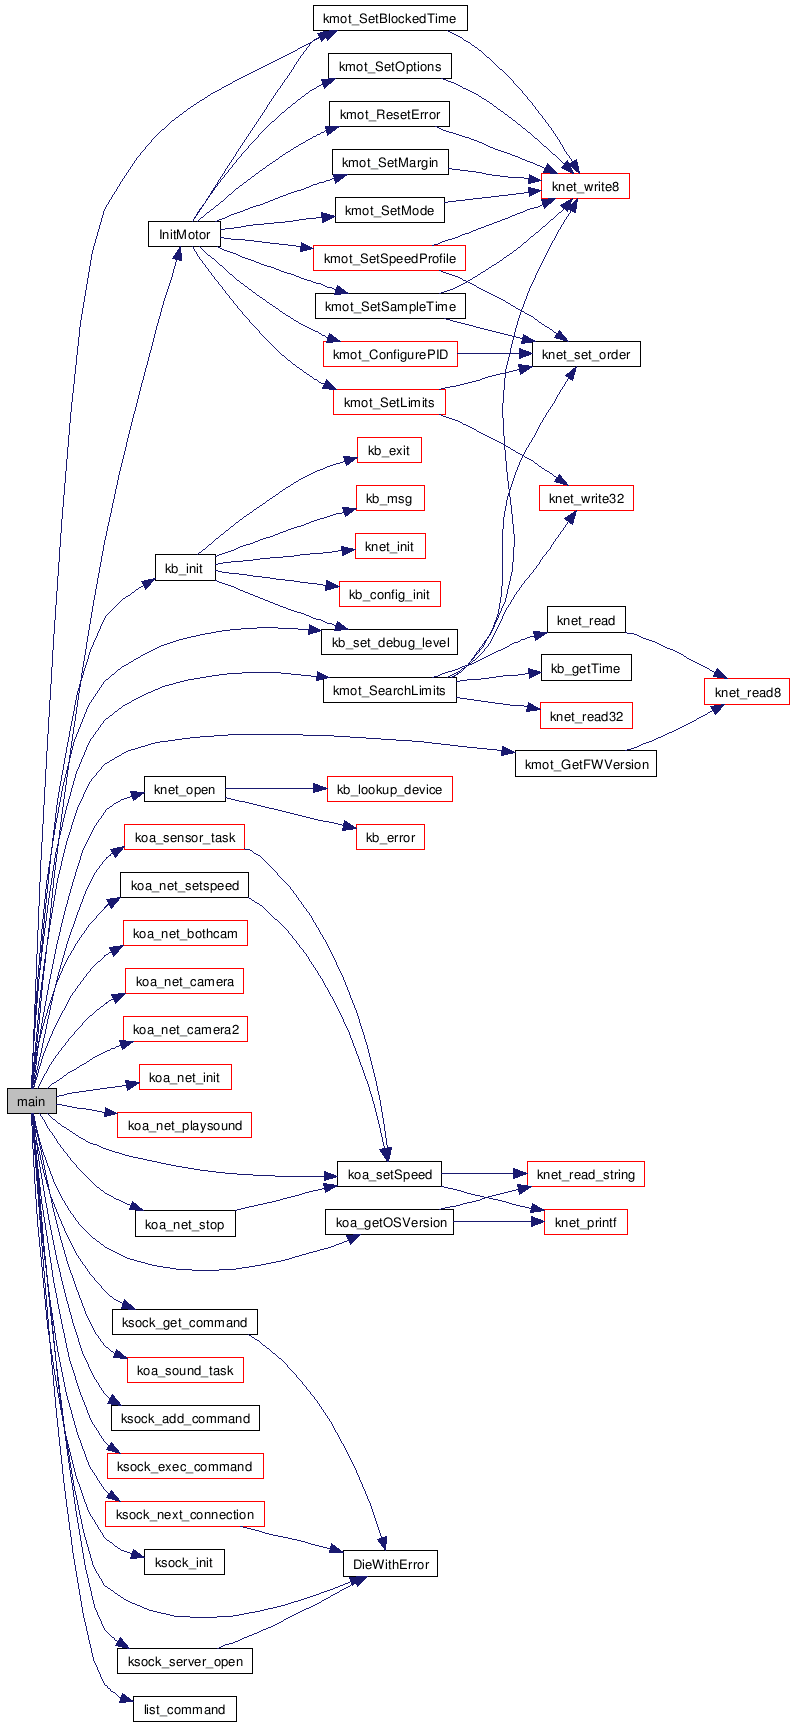 kmot_SetBlockedTime
kmot_SetOptions
kmot_ResetError
kmot_SetMargin
knet_write8
kmot_SetMode
InitMotor
kmot_SetSpeedProfile
kmot_SetSampleTime
kmot_ConfigurePID
knet_set_order
kmot_SetLimits
kb_exit
kb_msg
knet_write32
knet_init
kb_init
kb_config_init
knet_read
kb_set_debug_level
kb_getTime
kmot_SearchLimits
knet_read8
knet_read32
kmot_GetFWVersion
knet_open
kb_lookup_device
koa_sensor_task
kb_error
koa_net_setspeed
koa_net_bothcam
koa_net_camera
koa_net_camera2
koa_net_init
main
koa_net_playsound
koa_setSpeed
knet_read_string
koa_net_stop
koa_getOSVersion
knet_printf
ksock_get_command
koa_sound_task
ksock_add_command
ksock_exec_command
ksock_next_connection
ksock_init
DieWithError
ksock_server_open
list_command